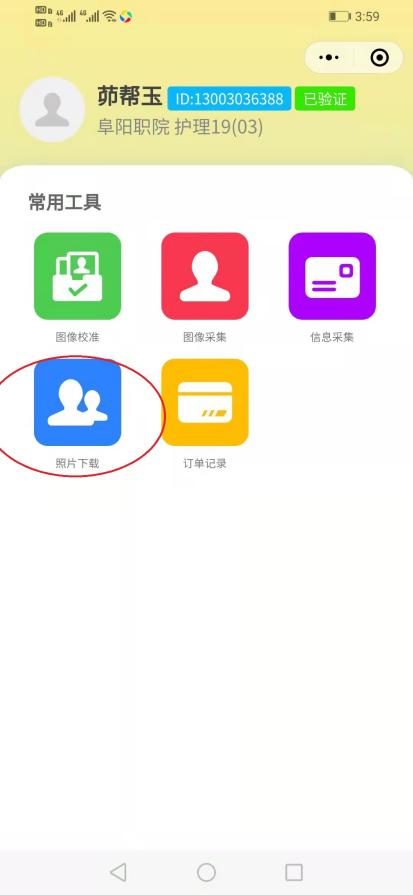 3:59
茆帮玉 ID:13003036388 已验证
阜阳职院 护理19(03)
常用工具
图像校准 图像采集 信息采集
照片下载 订单记录